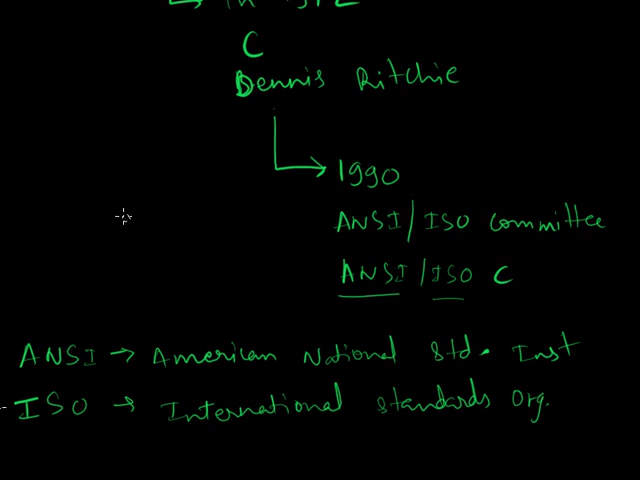 C
Dennis Ritchie
1990
ANSI/ISO committee
ANSI/ISO C
ANSI → American National Std. Inst
ISO → International standards Org.